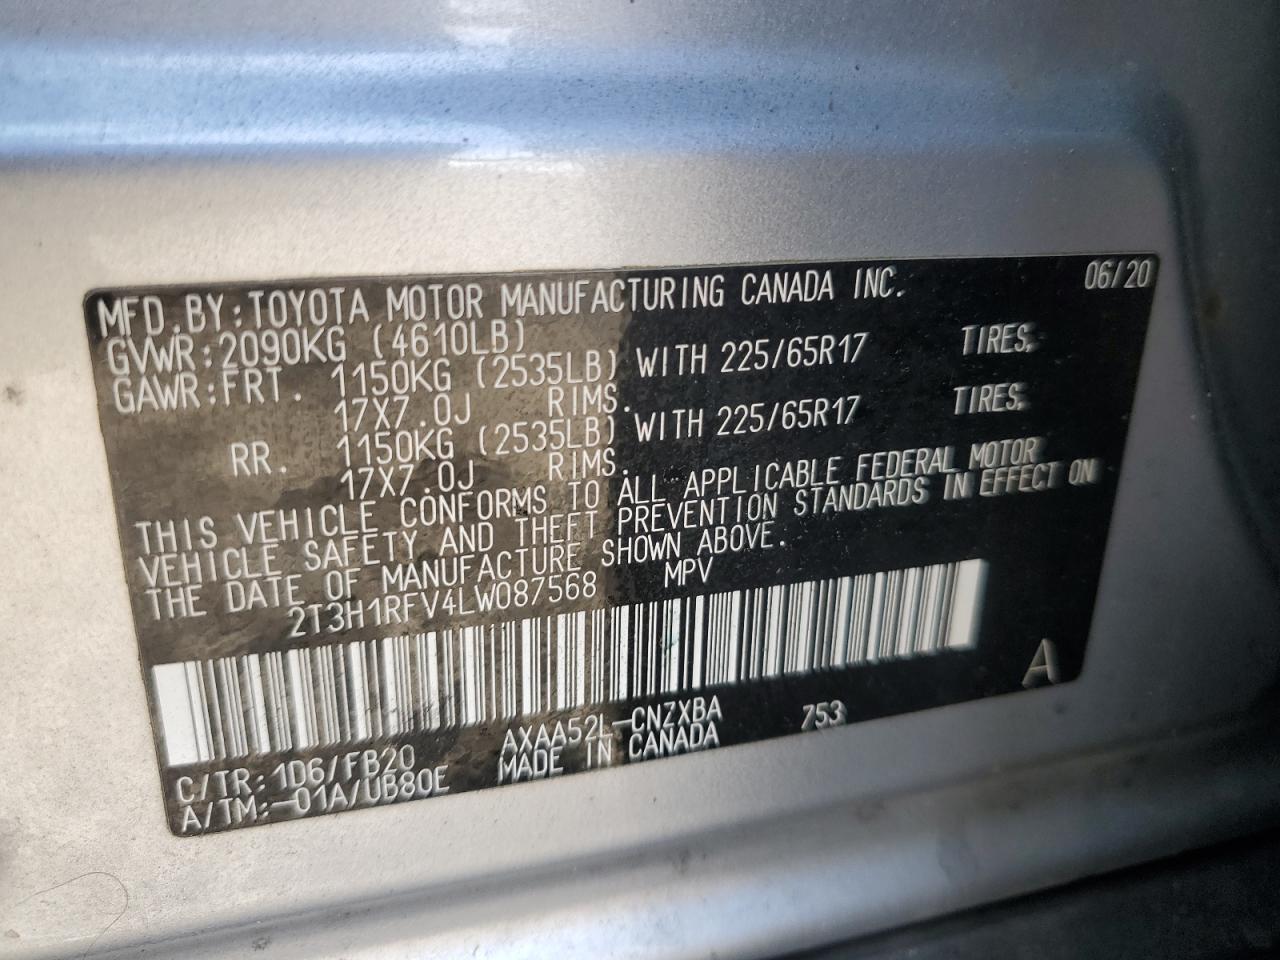 MFD.BY:TOYOTA MOTOR MANUFACTURING CANADA INC. 06/20
GVWR:2090KG (4610LB)
GAWR:FRT. 1150KG (2535LB) WITH 225/65R17 TIRES,
17X7.0J RIMS.
RR. 1150KG (2535LB) WITH 225/65R17 TIRES,
17X7.0J RIMS.
THIS VEHICLE CONFORMS TO ALL APPLICABLE FEDERAL MOTOR
VEHICLE SAFETY AND THEFT PREVENTION STANDARDS IN EFFECT ON
THE DATE OF MANUFACTURE SHOWN ABOVE.
2T3H1RFV4LW087568 MPV
A
C/TR:1D6/FB20 AXAA52L-CNZXBA 753
A/TM:-01A/UB80E MADE IN CANADA